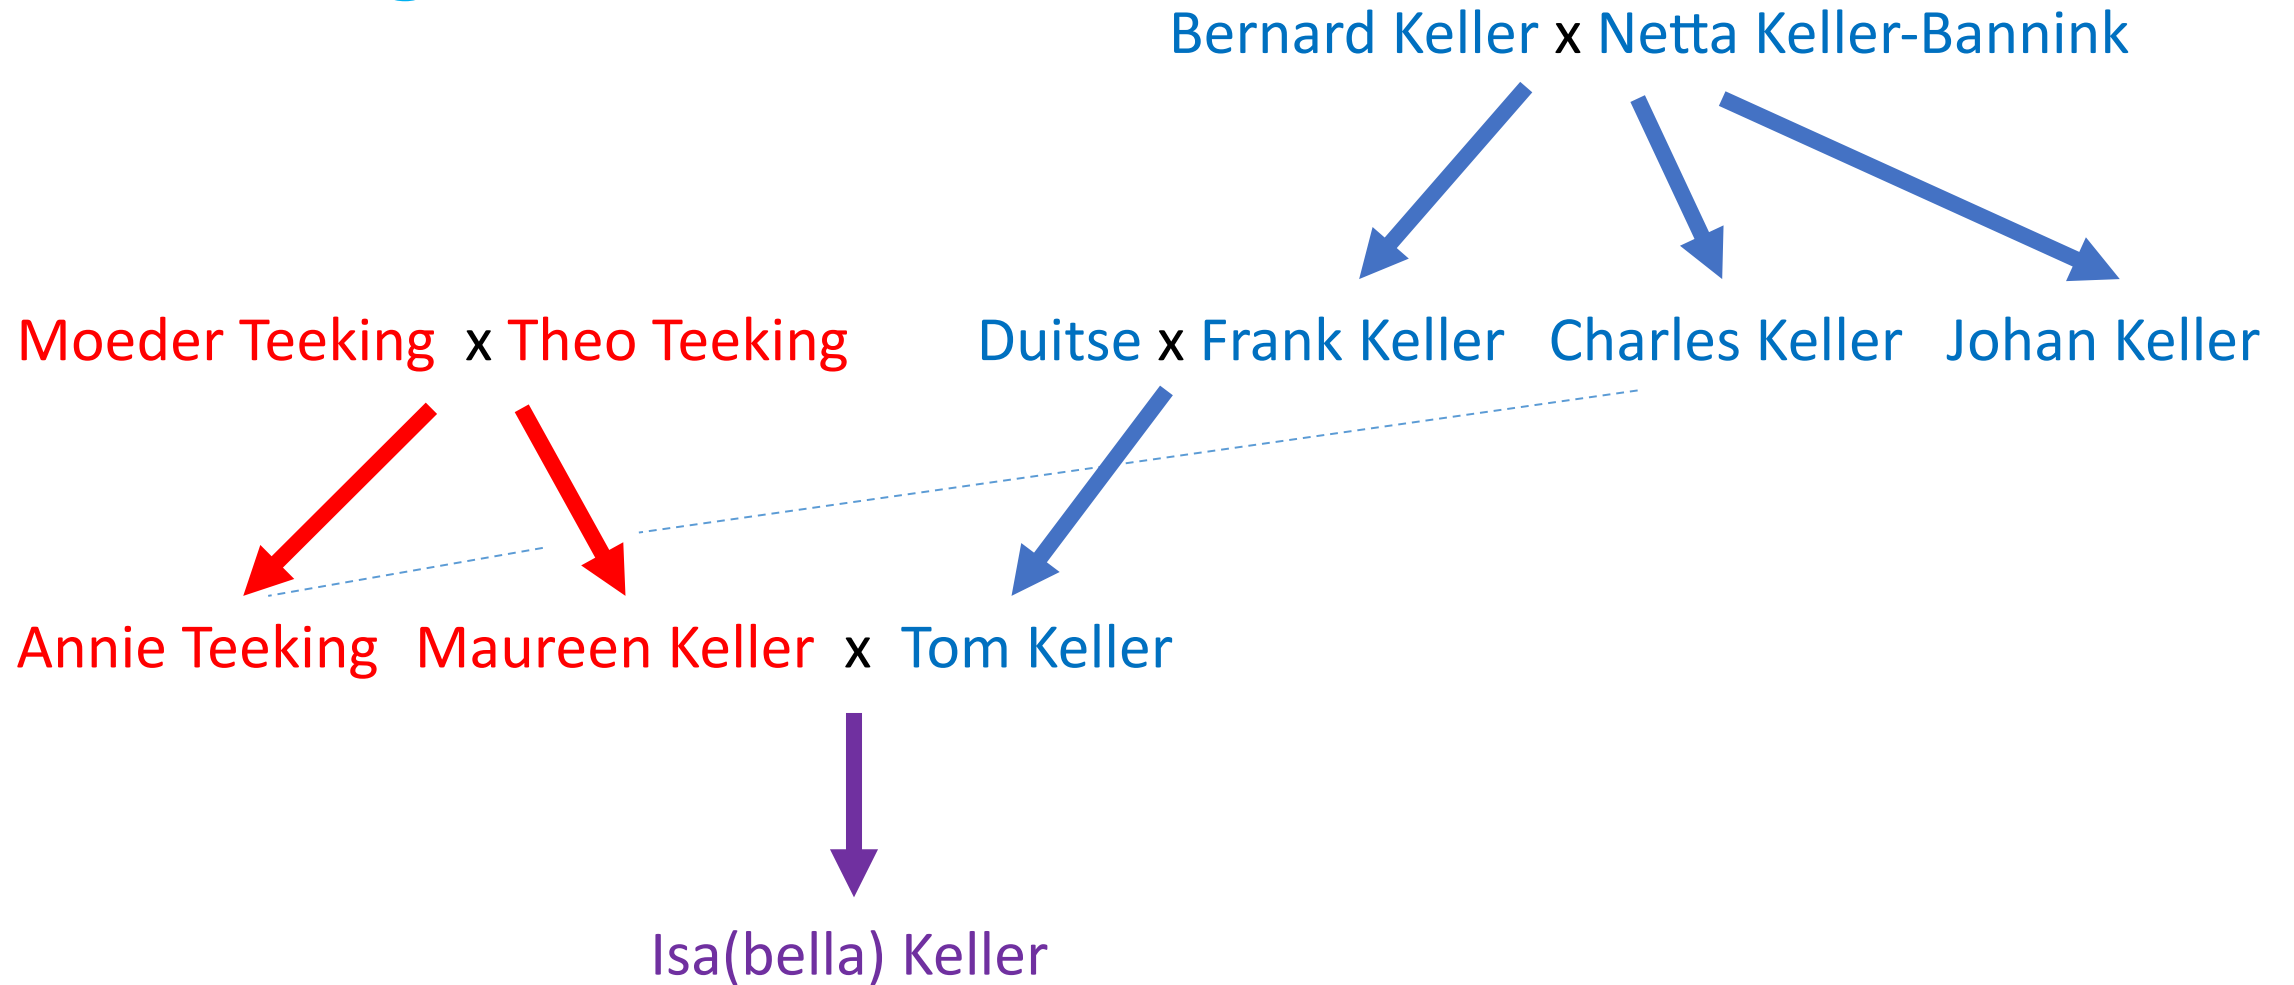 Bernard Keller x Netta Keller-Bannink
Moeder Teeking x Theo Teeking Duitse x Frank Keller Charles Keller Johan Keller
Annie Teeking Maureen Keller x Tom Keller
Isa(bella) Keller